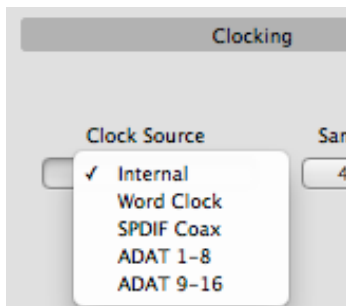 Clocking
Clock Source
✓ Internal
Word Clock
SPDIF Coax
ADAT 1-8
ADAT 9-16